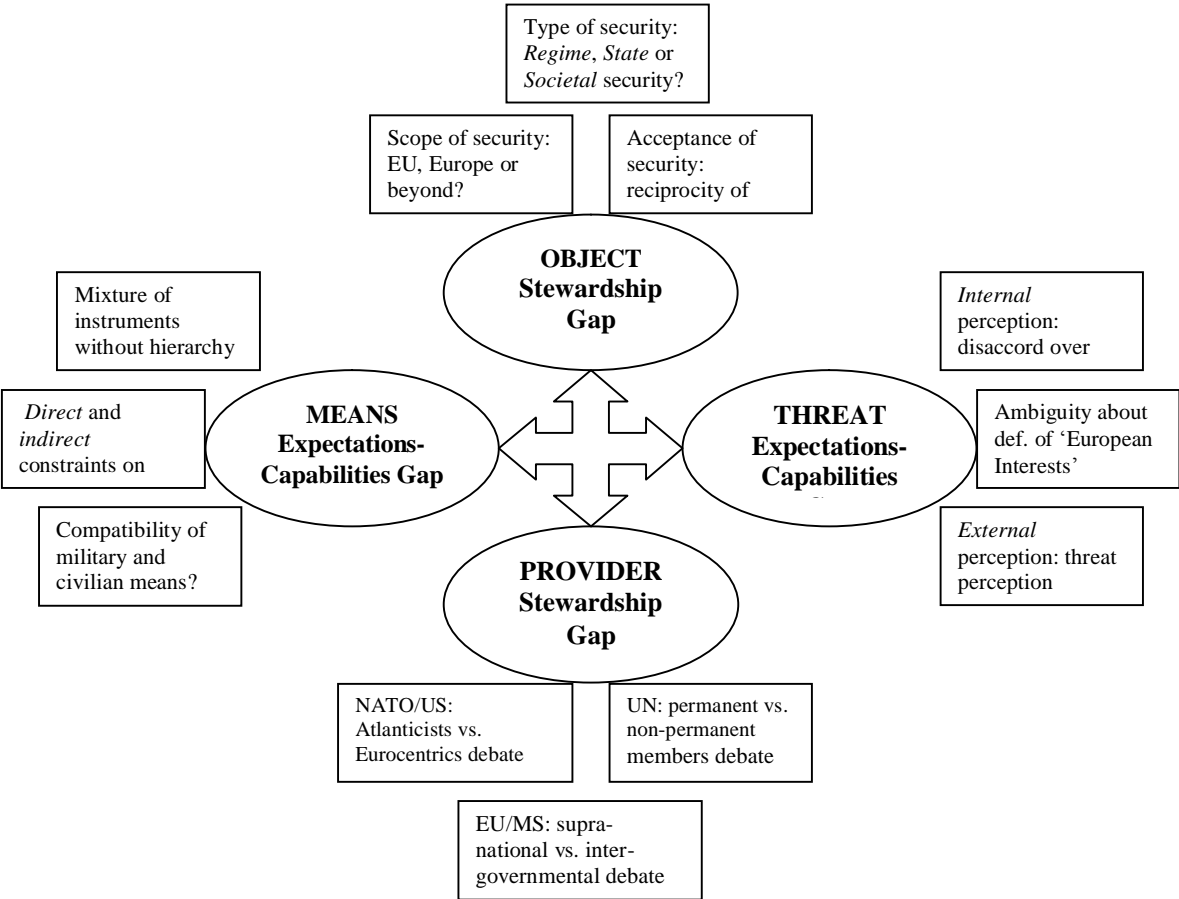 Type of security:
Regime, State or
Societal security?
Scope of security:
EU, Europe or
beyond?
Acceptance of
security:
reciprocity of
OBJECT
Stewardship
Gap
Mixture of
instruments
without hierarchy
Direct and
indirect
constraints on
Compatibility of
military and
civilian means?
MEANS
Expectations-
Capabilities Gap
THREAT
Expectations-
Capabilities
Internal
perception:
disaccord over
Ambiguity about
def. of ‘European
Interests’
External
perception: threat
perception
PROVIDER
Stewardship
Gap
NATO/US:
Atlanticists vs.
Eurocentrics debate
UN: permanent vs.
non-permanent
members debate
EU/MS: supra-
national vs. inter-
governmental debate